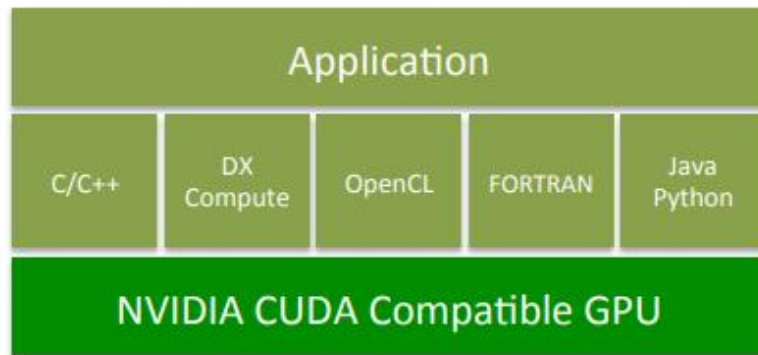 Application
C/C++
DX
Compute
OpenCL
FORTRAN
Java
Python
NVIDIA CUDA Compatible GPU